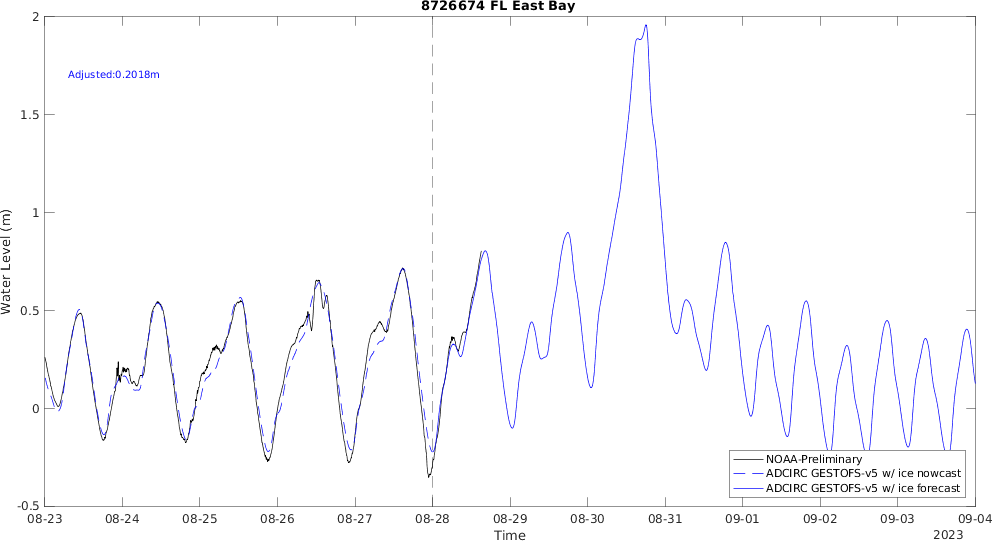 8726674 FL East Bay
Adjusted:0.2018m
Water Level (m)
2
1.5
1
0.5
0
-0.5
08-23 08-24 08-25 08-26 08-27 08-28 08-29 08-30 08-31 09-01 09-02 09-03 09-04
Time
2023
NOAA-Preliminary
ADCIRC GESTOFS-v5 w/ ice nowcast
ADCIRC GESTOFS-v5 w/ ice forecast